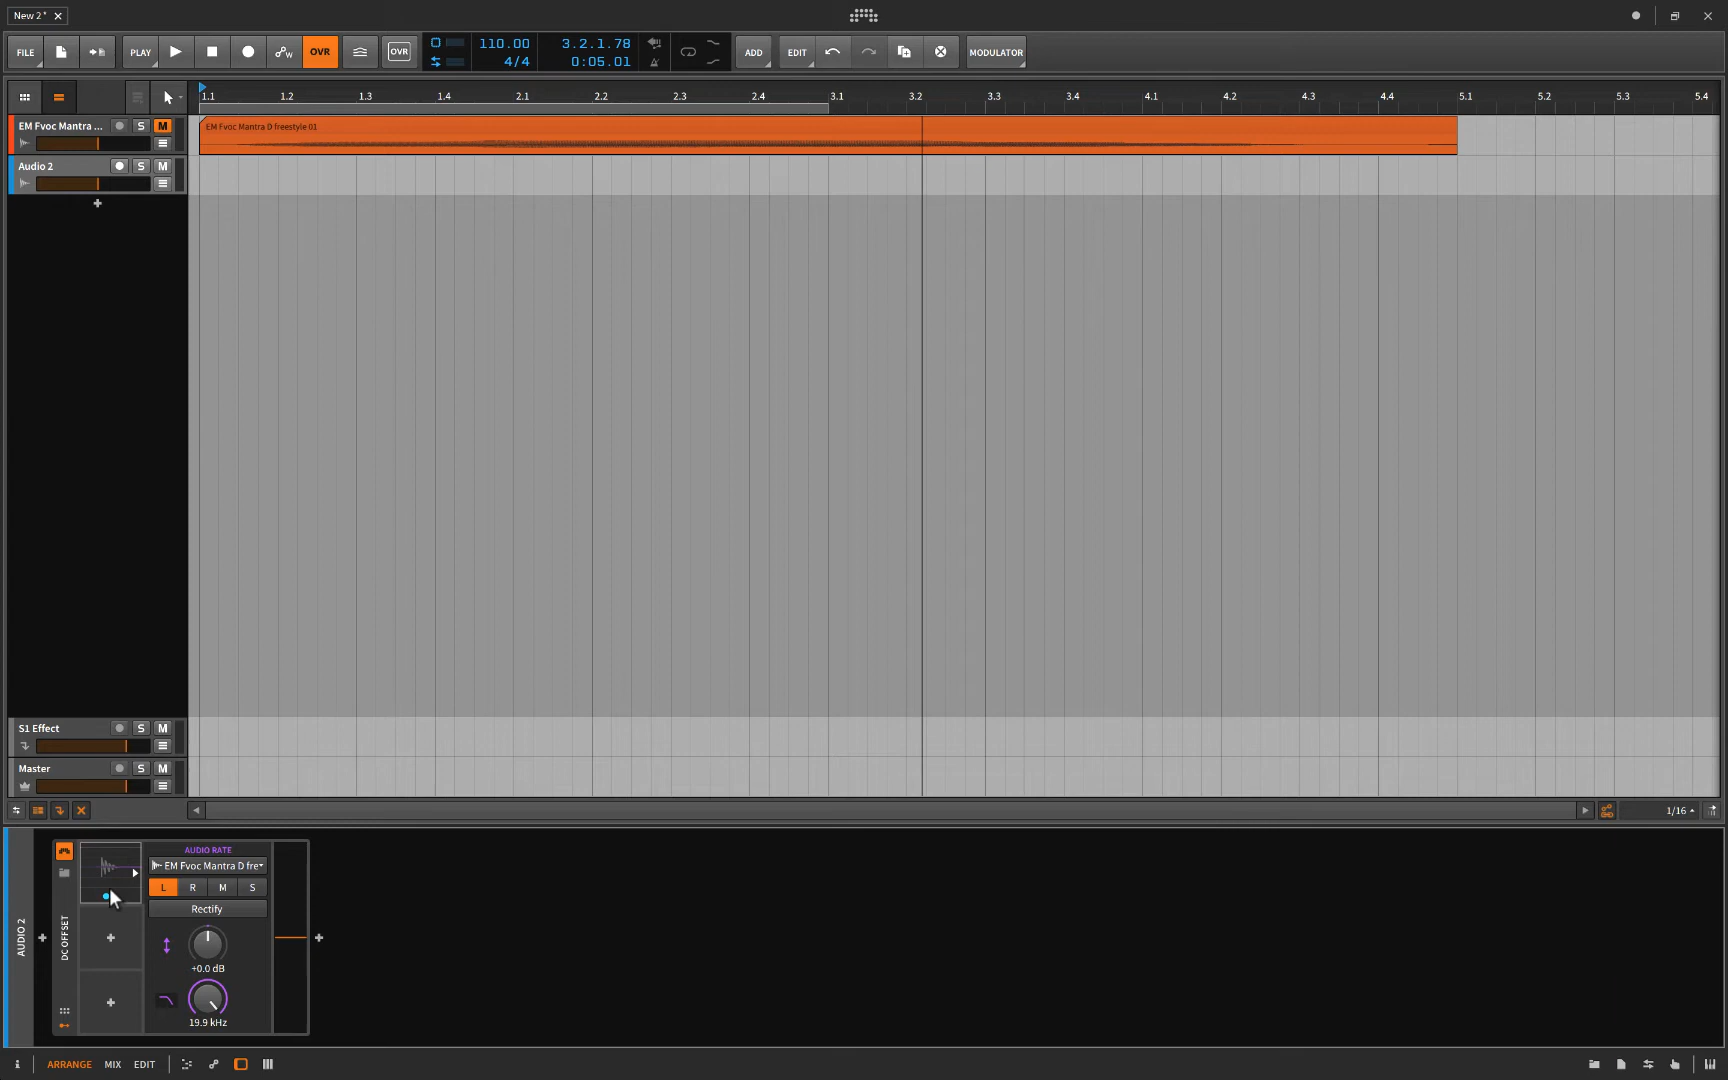 New 2 *
FILE
PLAY
OVR
OVR
110.00
4/4
3.2.1.78
0:05.01
ADD
EDIT
MODULATOR
1.1 1.2 1.3 1.4 2.1 2.2 2.3 2.4 3.1 3.2 3.3 3.4 4.1 4.2 4.3 4.4 5.1 5.2 5.3 5.4
EM Fvoc Mantra ... S M
EM Fvoc Mantra D freestyle 01
Audio 2 S M
S1 Effect S M
Master S M
1/16
AUDIO 2
DC OFFSET
AUDIO RATE
EM Fvoc Mantra D fre
L R M S
Rectify
+0.0 dB
19.9 kHz
i ARRANGE MIX EDIT